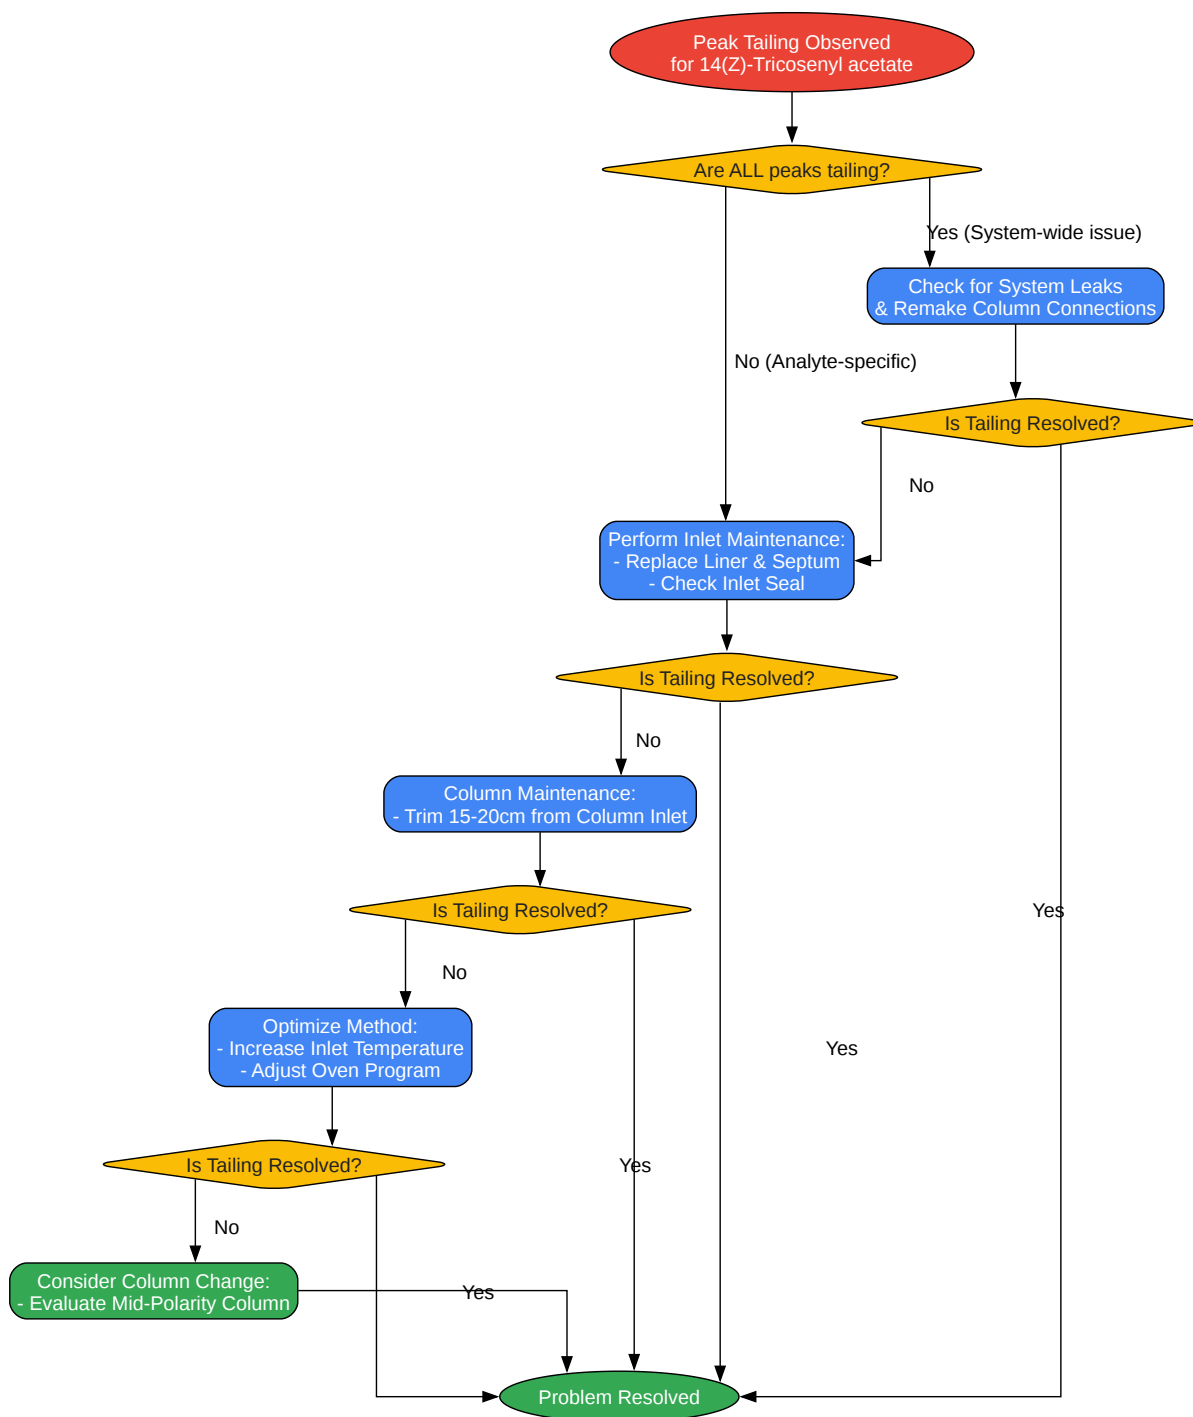 Peak Tailing Observed
for 14(Z)-Tricosenyl acetate
Are ALL peaks tailing?
Yes (System-wide issue)
Check for System Leaks
& Remake Column Connections
No (Analyte-specific)
Is Tailing Resolved?
No
Perform Inlet Maintenance:
- Replace Liner & Septum
- Check Inlet Seal
Is Tailing Resolved?
No
Column Maintenance:
- Trim 15-20cm from Column Inlet
Is Tailing Resolved?
Yes
No
Optimize Method:
- Increase Inlet Temperature
- Adjust Oven Program
Yes
Is Tailing Resolved?
Yes
No
Consider Column Change:
- Evaluate Mid-Polarity Column
Yes
Problem Resolved